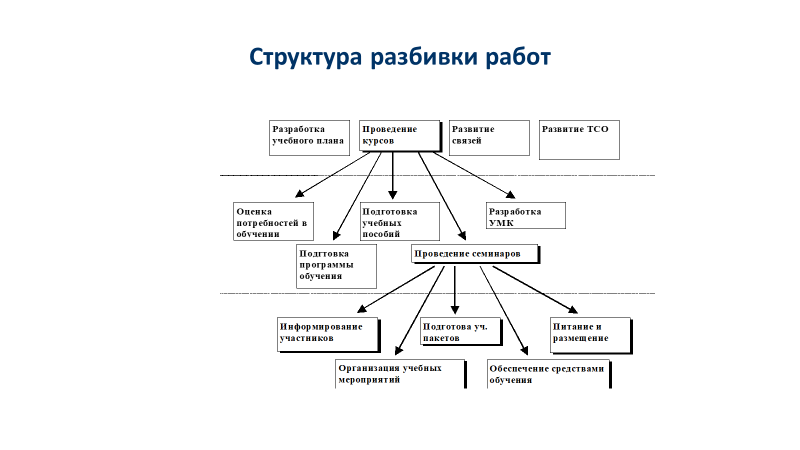 Структура разбивки работ
Разработка
учебного плана
Проведение
курсов
Развитие
связей
Развитие ТСО
Оценка
потребностей в
обучении
Подготовка
учебных
пособий
Разработка
УМК
Подгтовка
программы
обучения
Проведение семинаров
Информирование
участников
Подготова уч.
пакетов
Питание и
размещение
Организация учебных
мероприятий
Обеспечение средствами
обучения